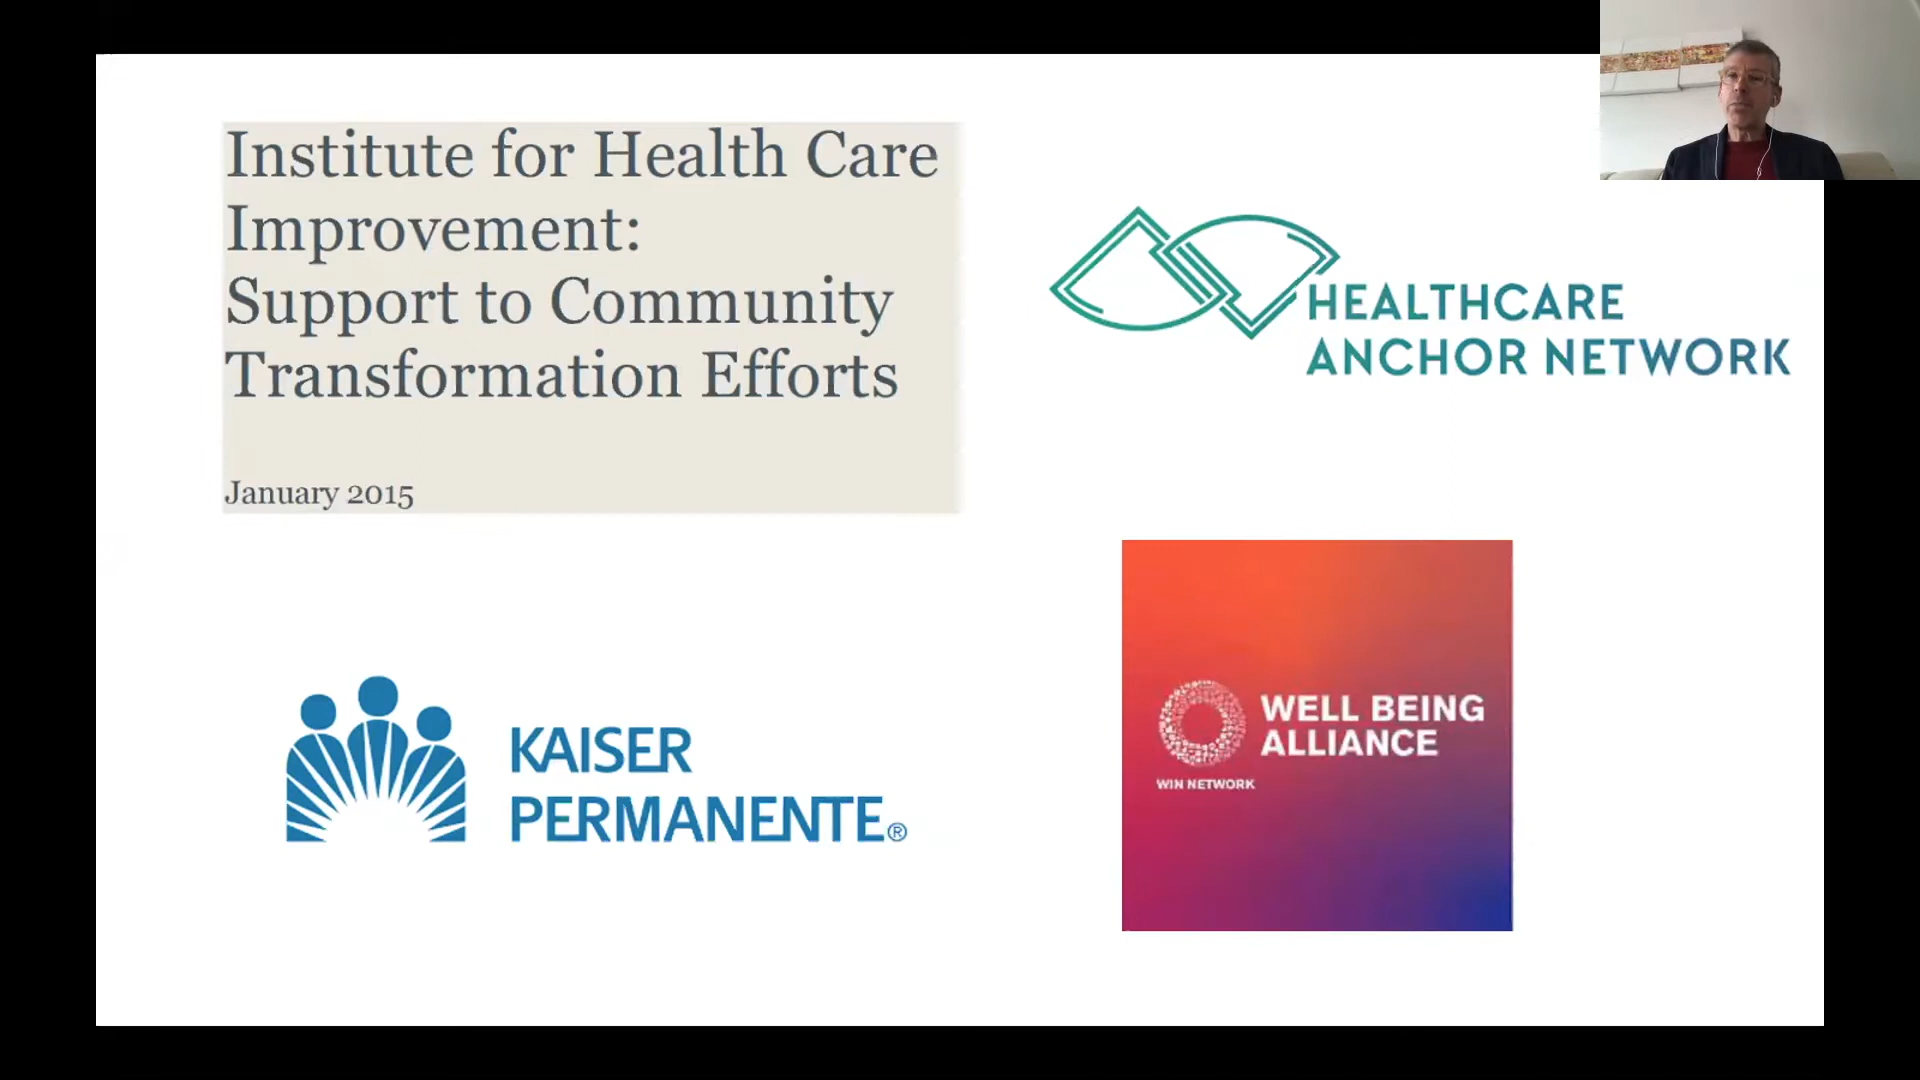 Institute for Health Care
Improvement:
Support to Community
Transformation Efforts
January 2015
HEALTHCARE
ANCHOR NETWORK
KAISER
PERMANENTE®
WELL BEING
ALLIANCE
WIN NETWORK